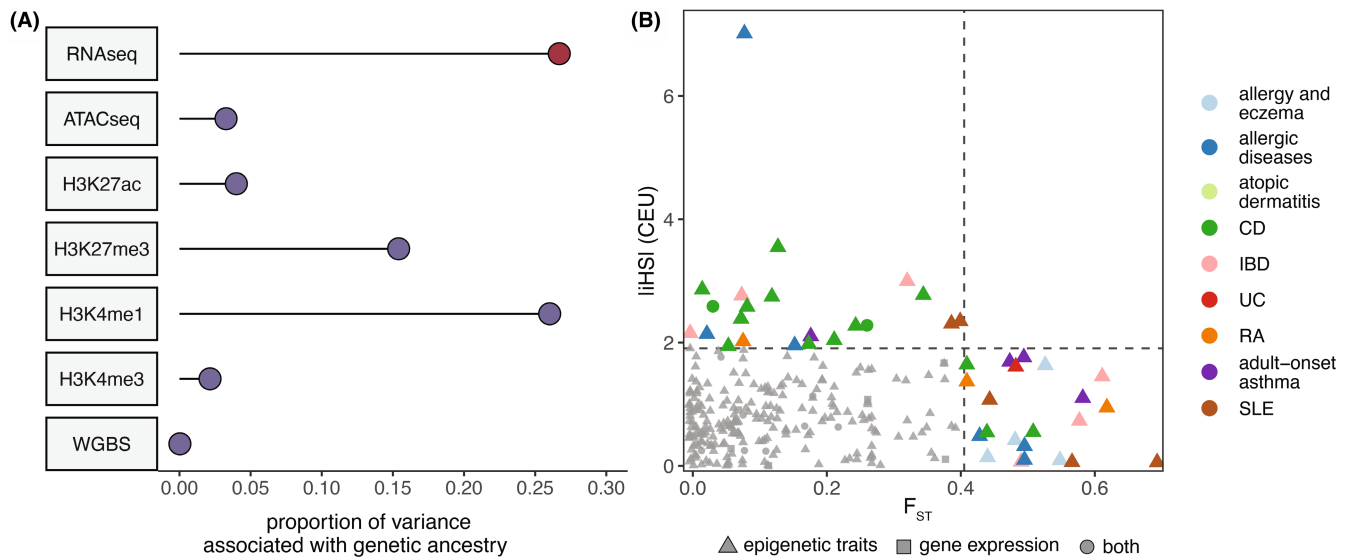 (A)
RNAseq
ATACseq
H3K27ac
H3K27me3
H3K4me1
H3K4me3
WGBS
0.00 0.05 0.10 0.15 0.20 0.25 0.30
proportion of variance
associated with genetic ancestry
(B)
liHSl (CEU)
6
4
2
0
0.0 0.2 0.4 0.6
FST
epigenetic traits gene expression both
allergy and
eczema
allergic
diseases
atopic
dermatitis
CD
IBD
UC
RA
adult−onset
asthma
SLE